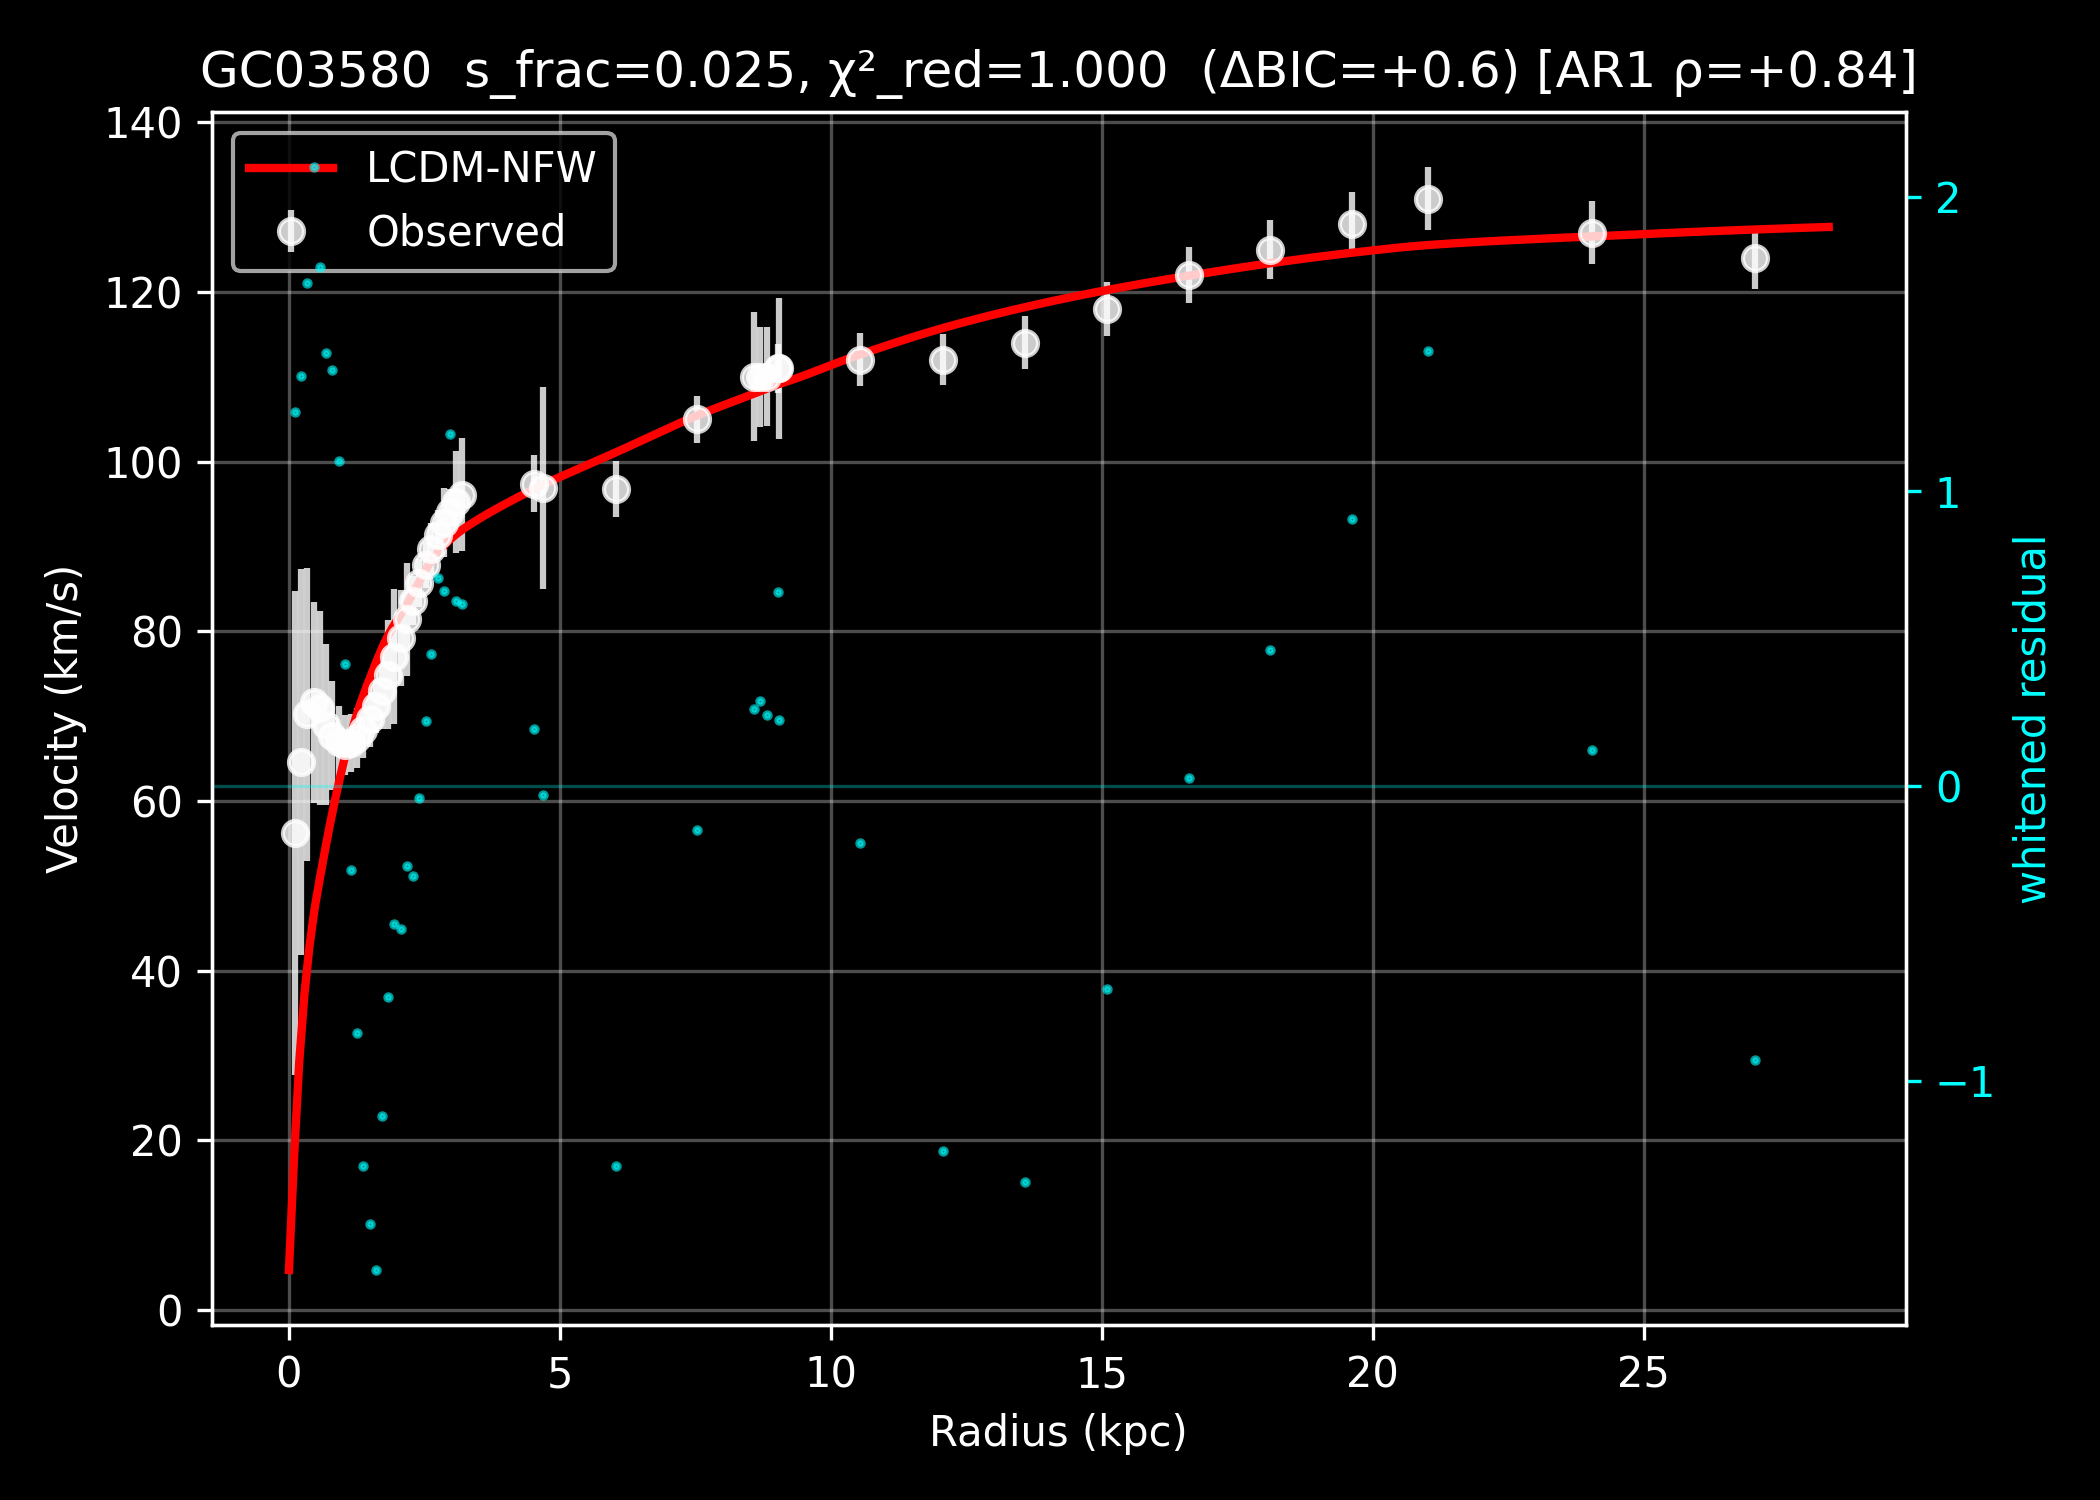 GC03580  s_frac=0.025, χ²_red=1.000  (ΔBIC=+0.6) [AR1 ρ=+0.84]
LCDM-NFW
Observed
140
120
100
80
60
40
20
0
Velocity (km/s)
2
1
0
−1
whitened residual
0 5 10 15 20 25
Radius (kpc)